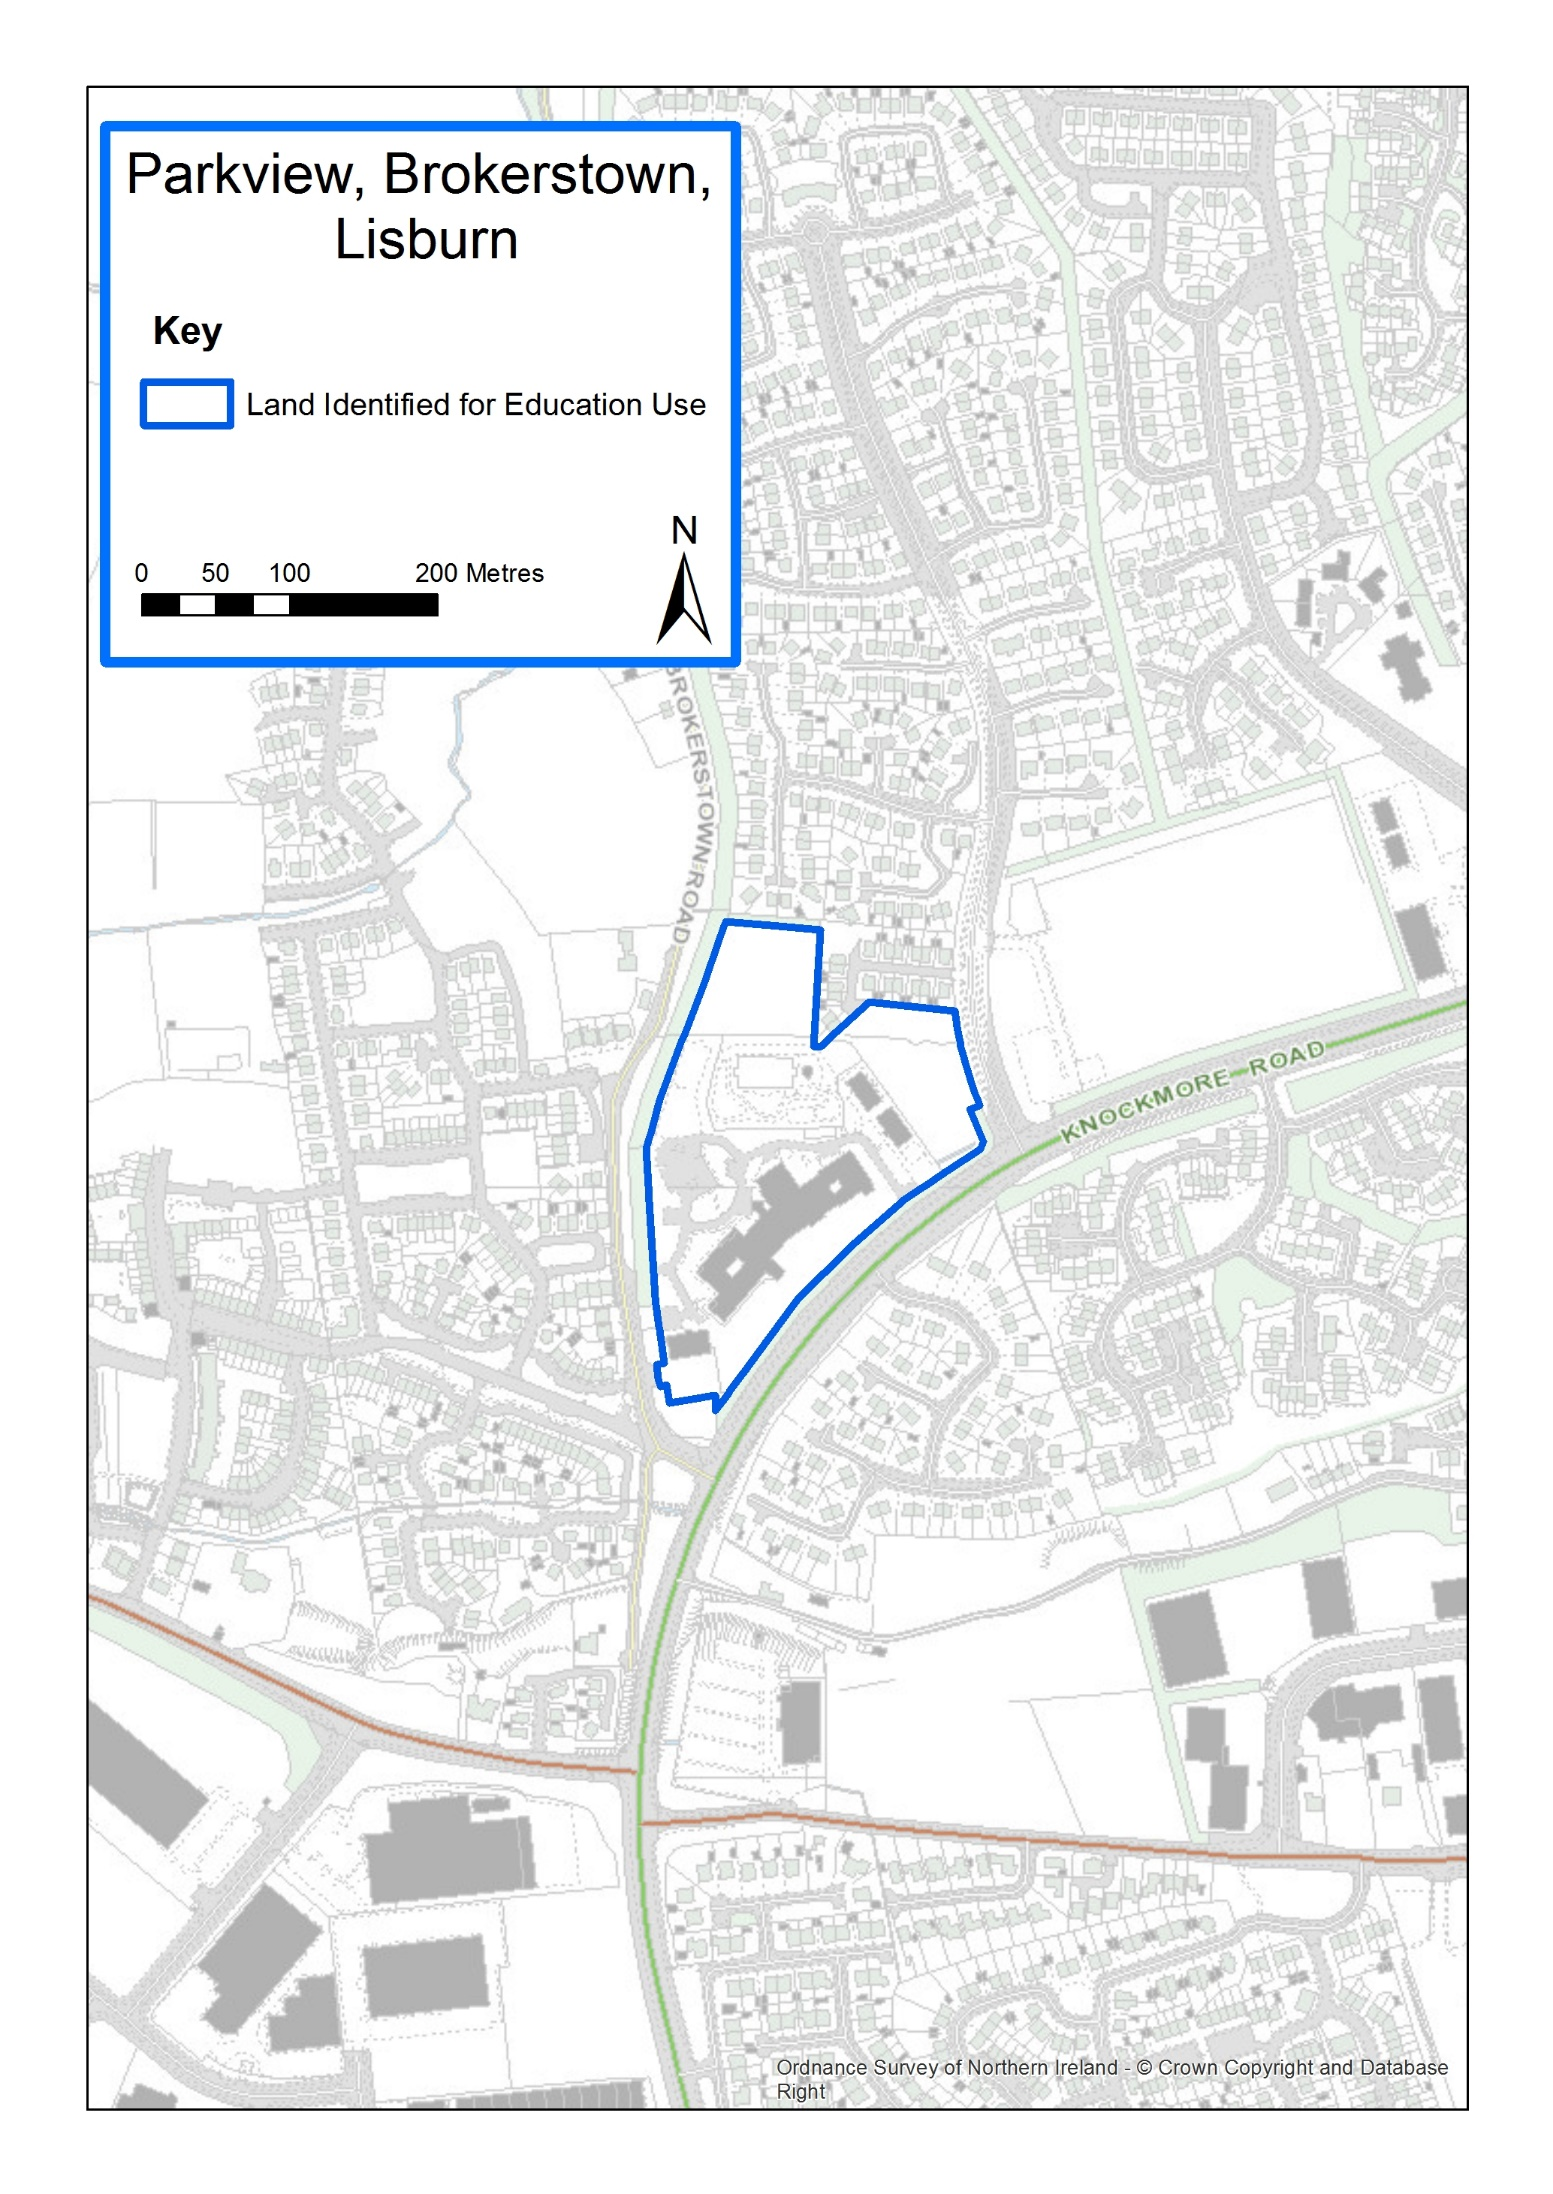 Parkview, Brokerstown,
Lisburn
Key
Land Identified for Education Use
N
0 50 100 200 Metres
BROKERSTOWN ROAD
KNOCKMORE ROAD
Ordnance Survey of Northern Ireland - © Crown Copyright and Database
Right